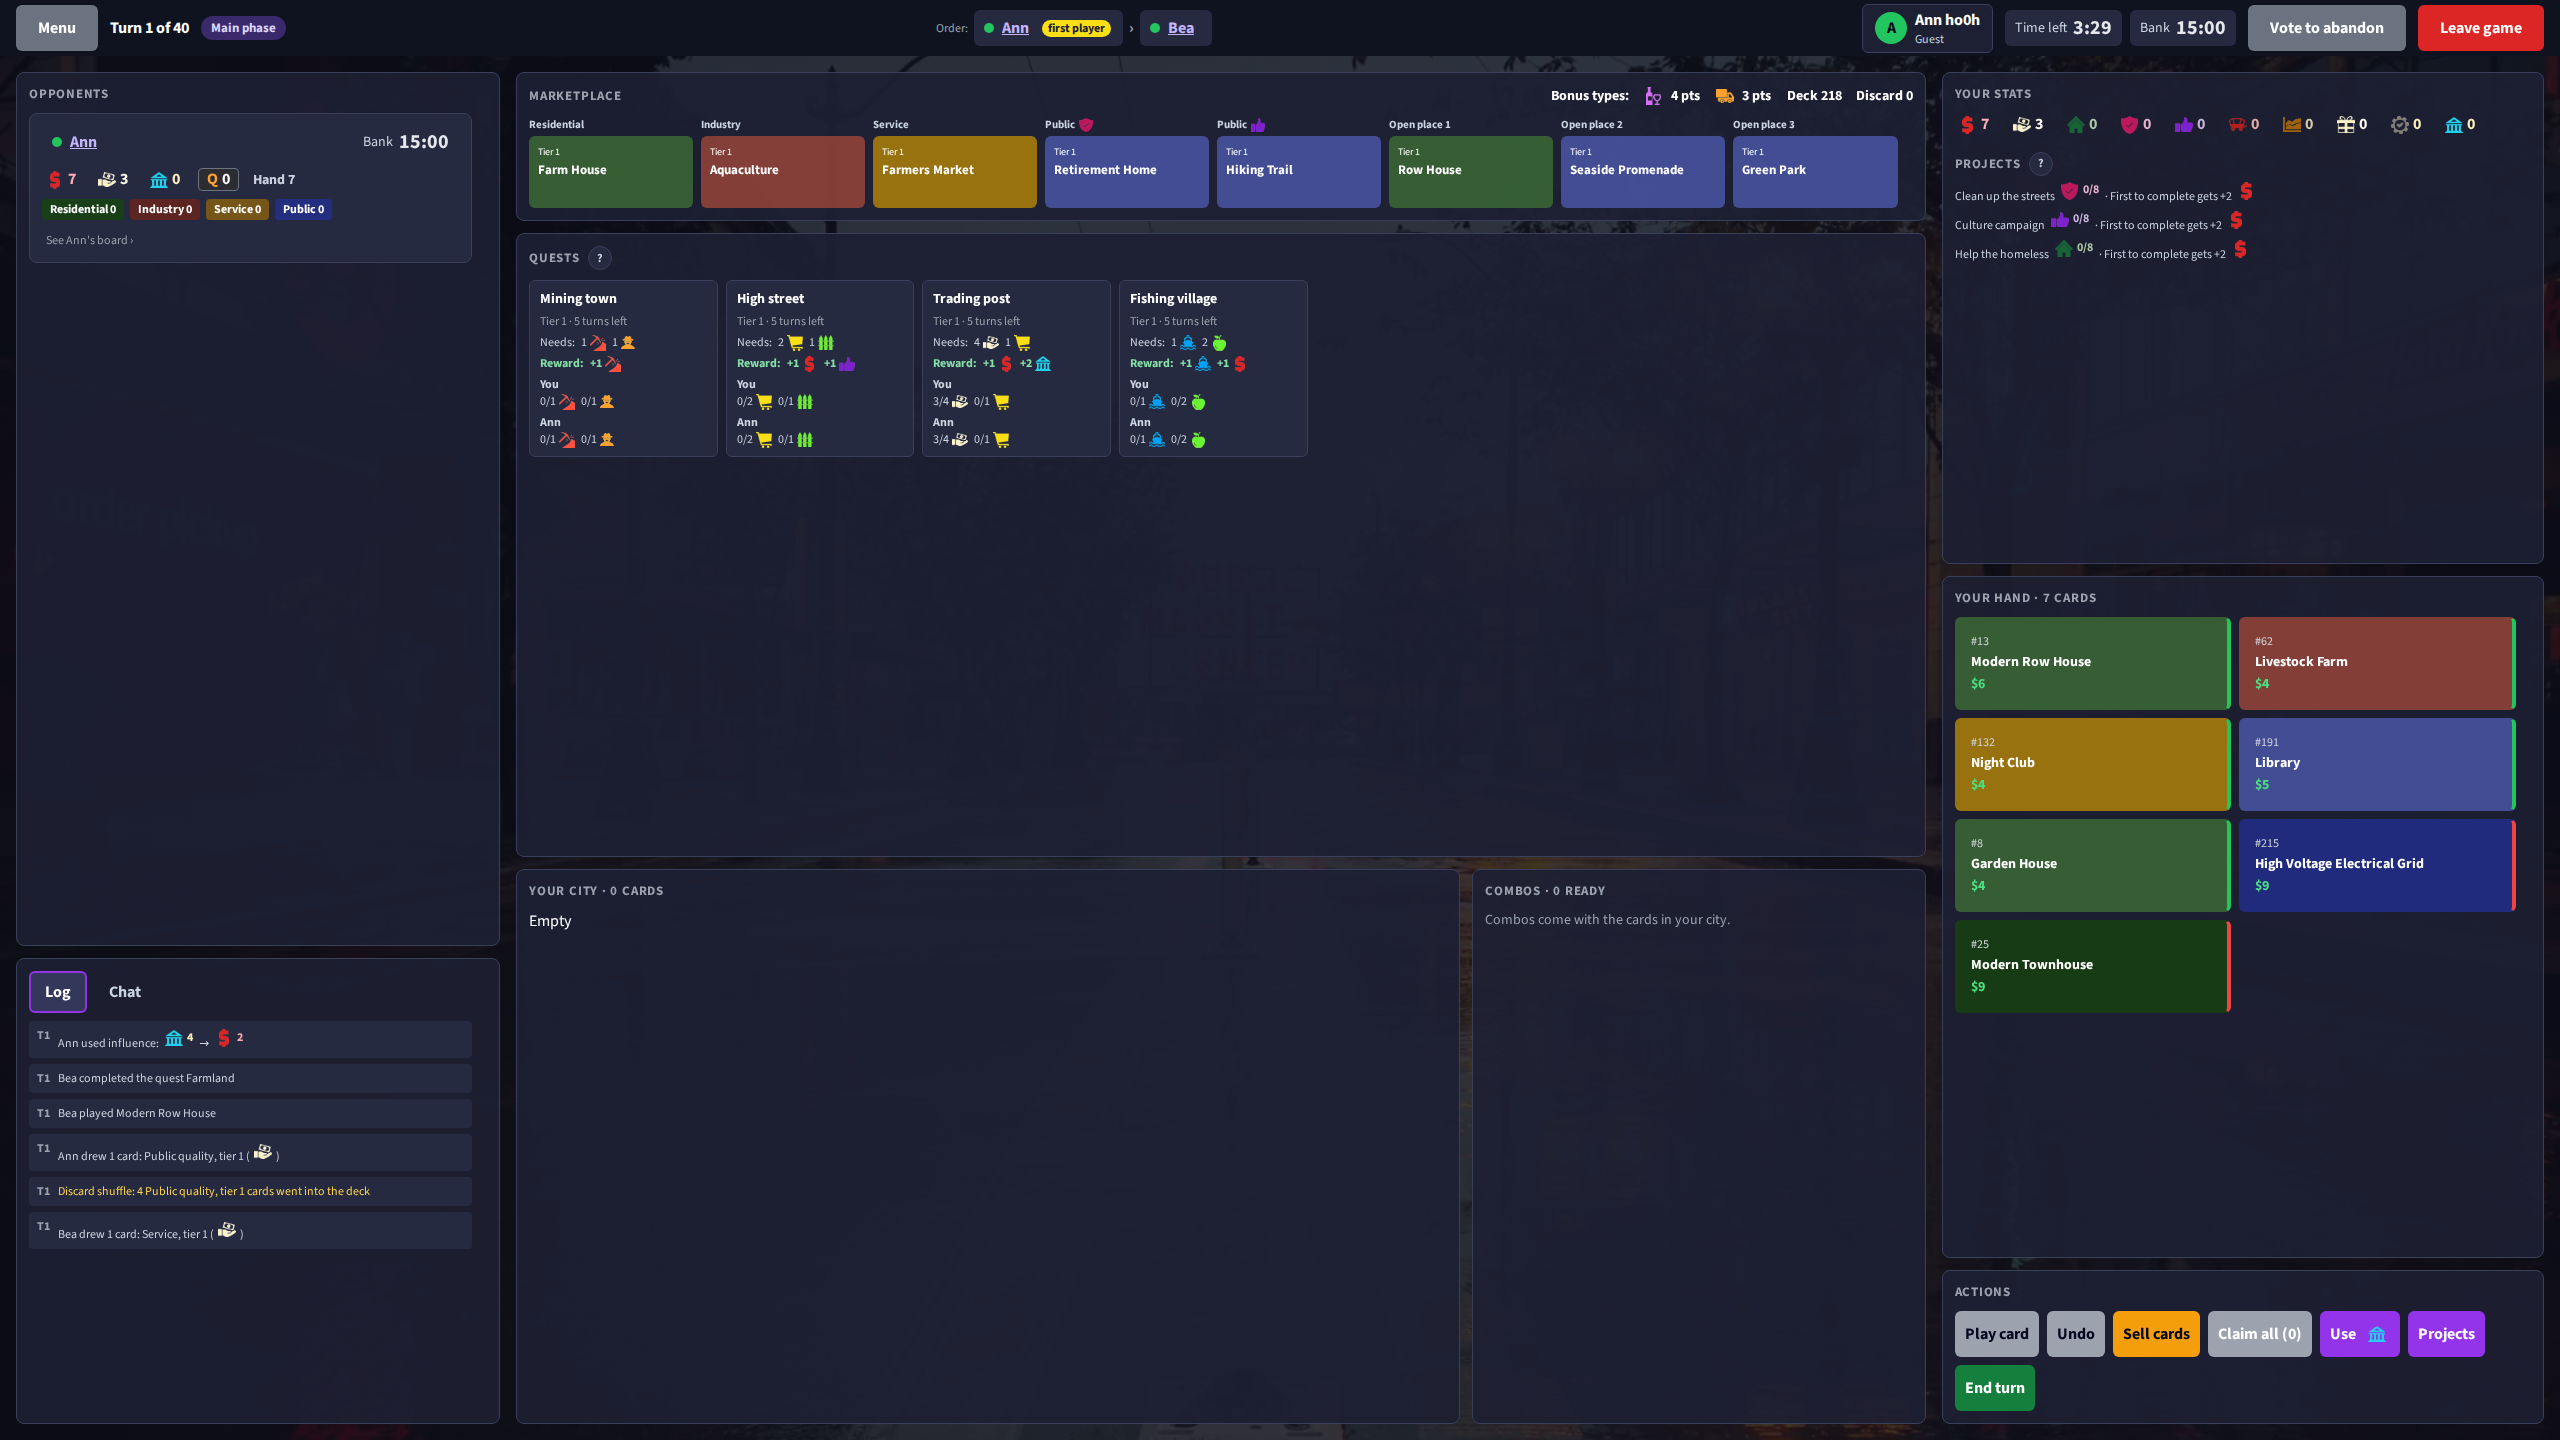 Menu
Turn 1 of 40
Main phase
Order:
Ann
first player
›
Bea
A
Ann ho0h
Guest
Time left 3:29
Bank 15:00
Vote to abandon
Leave game
OPPONENTS
Ann
Bank 15:00
7
3
0
Q 0
Hand 7
Residential 0
Industry 0
Service 0
Public 0
See Ann's board ›
Log
Chat
T1 Ann used influence: 4 → 2
T1 Bea completed the quest Farmland
T1 Bea played Modern Row House
T1 Ann drew 1 card: Public quality, tier 1 ( )
T1 Discard shuffle: 4 Public quality, tier 1 cards went into the deck
T1 Bea drew 1 card: Service, tier 1 ( )
MARKETPLACE
Bonus types: 4 pts 3 pts Deck 218 Discard 0
Residential
Tier 1
Farm House
Industry
Tier 1
Aquaculture
Service
Tier 1
Farmers Market
Public
Tier 1
Retirement Home
Public
Tier 1
Hiking Trail
Open place 1
Tier 1
Row House
Open place 2
Tier 1
Seaside Promenade
Open place 3
Tier 1
Green Park
QUESTS ?
Mining town
Tier 1 · 5 turns left
Needs: 1 1
Reward: +1
You
0/1 0/1
Ann
0/1 0/1
High street
Tier 1 · 5 turns left
Needs: 2 1
Reward: +1 +1
You
0/2 0/1
Ann
0/2 0/1
Trading post
Tier 1 · 5 turns left
Needs: 4 1
Reward: +1 +2
You
3/4 0/1
Ann
3/4 0/1
Fishing village
Tier 1 · 5 turns left
Needs: 1 2
Reward: +1 +1
You
0/1 0/2
Ann
0/1 0/2
YOUR CITY · 0 CARDS
Empty
COMBOS · 0 READY
Combos come with the cards in your city.
YOUR STATS
7 3 0 0 0 0 0 0 0 0
PROJECTS ?
Clean up the streets 0/8 · First to complete gets +2
Culture campaign 0/8 · First to complete gets +2
Help the homeless 0/8 · First to complete gets +2
YOUR HAND · 7 CARDS
#13
Modern Row House
$6
#62
Livestock Farm
$4
#132
Night Club
$4
#191
Library
$5
#8
Garden House
$4
#215
High Voltage Electrical Grid
$9
#25
Modern Townhouse
$9
ACTIONS
Play card
Undo
Sell cards
Claim all (0)
Use
Projects
End turn